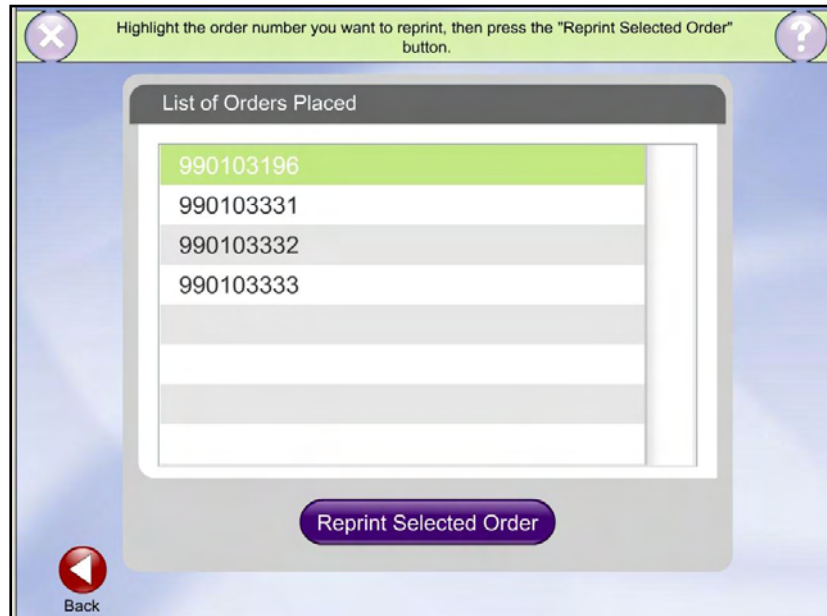 Highlight the order number you want to reprint, then press the "Reprint Selected Order"
button.
?
List of Orders Placed
990103196
990103331
990103332
990103333
Reprint Selected Order
Back